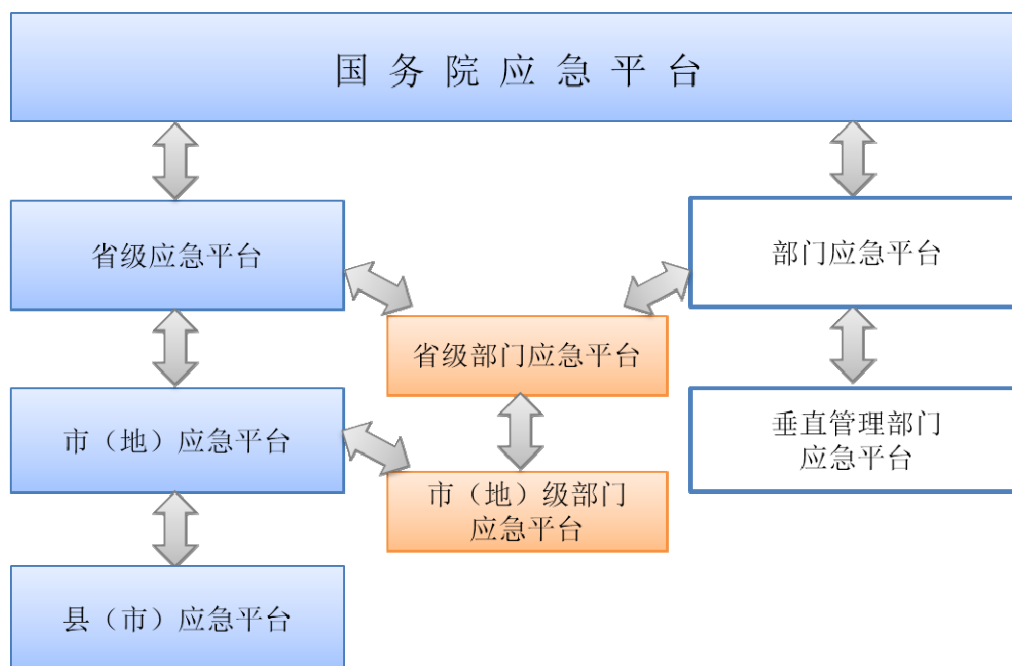 国务院应急平台
省级应急平台
部门应急平台
省级部门应急平台
市（地）应急平台
垂直管理部门
应急平台
市（地）级部门
应急平台
县（市）应急平台